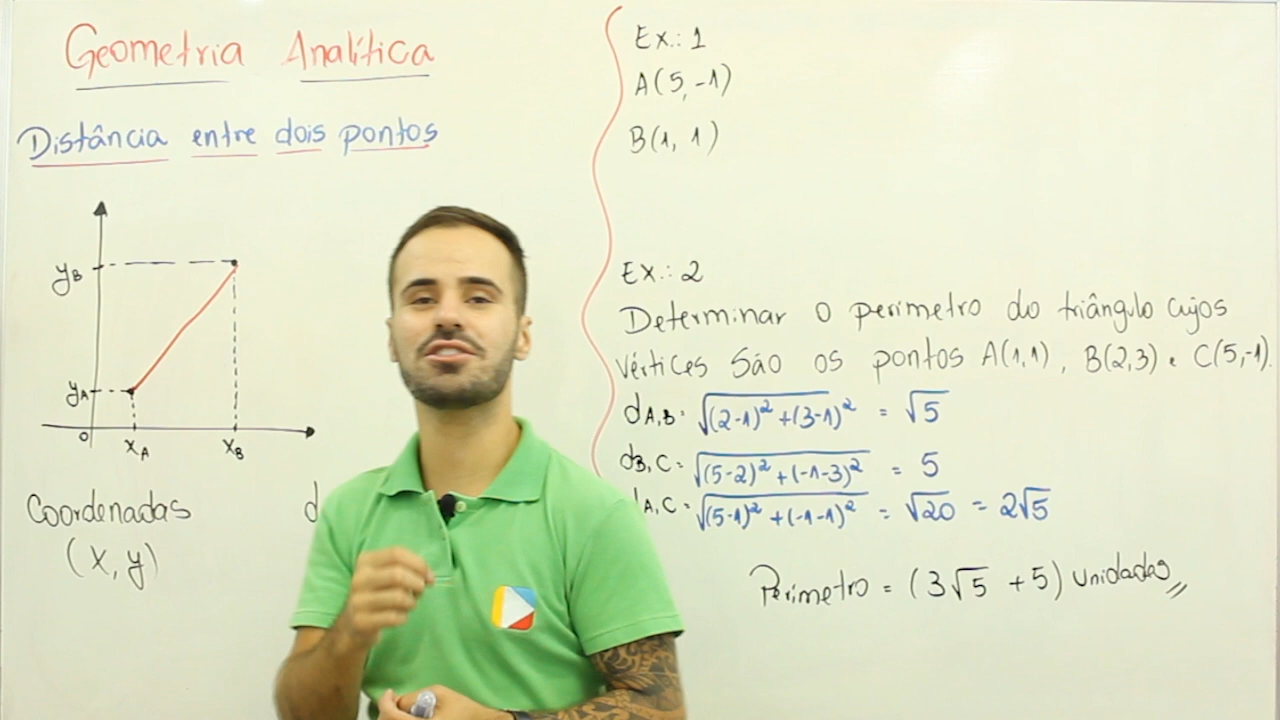 Geometria Analítica
Distância entre dois pontos
yB
yA
0
xA
xB
Coordenadas
(x, y)
d
Ex.: 1
A(5, -1)
B(1, 1)
Ex.: 2
Determinar o perímetro do triângulo cujos
vértices são os pontos A(1,1), B(2,3) e C(5,-1).
dA,B = √(2-1)² + (3-1)² = √5
dB,C = √(5-2)² + (-1-3)² = 5
dA,C = √(5-1)² + (-1-1)² = √20 = 2√5
Perímetro = (3√5 + 5) unidades